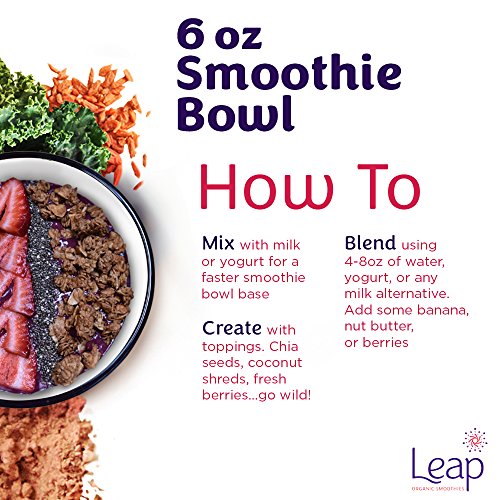 6 oz
Smoothie
Bowl
How To
Mix with milk
or yogurt for a
faster smoothie
bowl base
Create with
toppings. Chia
seeds, coconut
shreds, fresh
berries...go wild!
Blend using
4-8oz of water,
yogurt, or any
milk alternative.
Add some banana,
nut butter,
or berries
Leap
ORGANIC SMOOTHIES